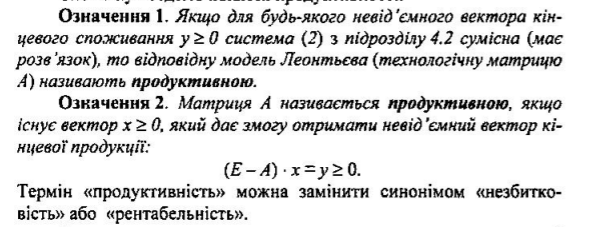 Означення 1. Якщо для будь-якого невід'ємного вектора кін-
цевого споживання y ≥ 0 система (2) з підрозділу 4.2 сумісна (має
розв'язок), то відповідну модель Леонтьєва (технологічну матрицю
А) називають продуктивною.
Означення 2. Матриця А називається продуктивною, якщо
існує вектор x ≥ 0, який дає змогу отримати невід'ємний вектор кі-
нцевої продукції:
(E – A) · x = y ≥ 0.
Термін «продуктивність» можна замінити синонімом «незбитко-
вість» або «рентабельність».